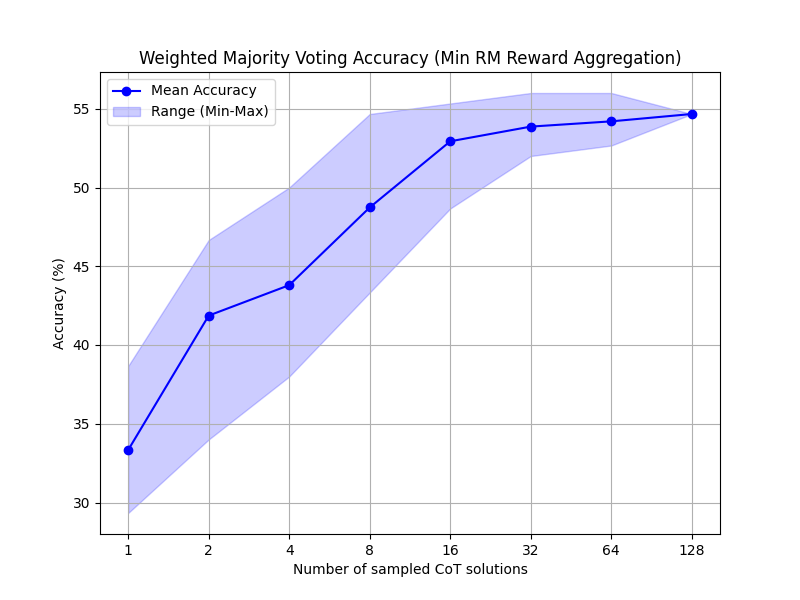 Weighted Majority Voting Accuracy (Min RM Reward Aggregation)
Mean Accuracy
Range (Min-Max)
55
50
45
40
35
30
Accuracy (%)
1 2 4 8 16 32 64 128
Number of sampled CoT solutions